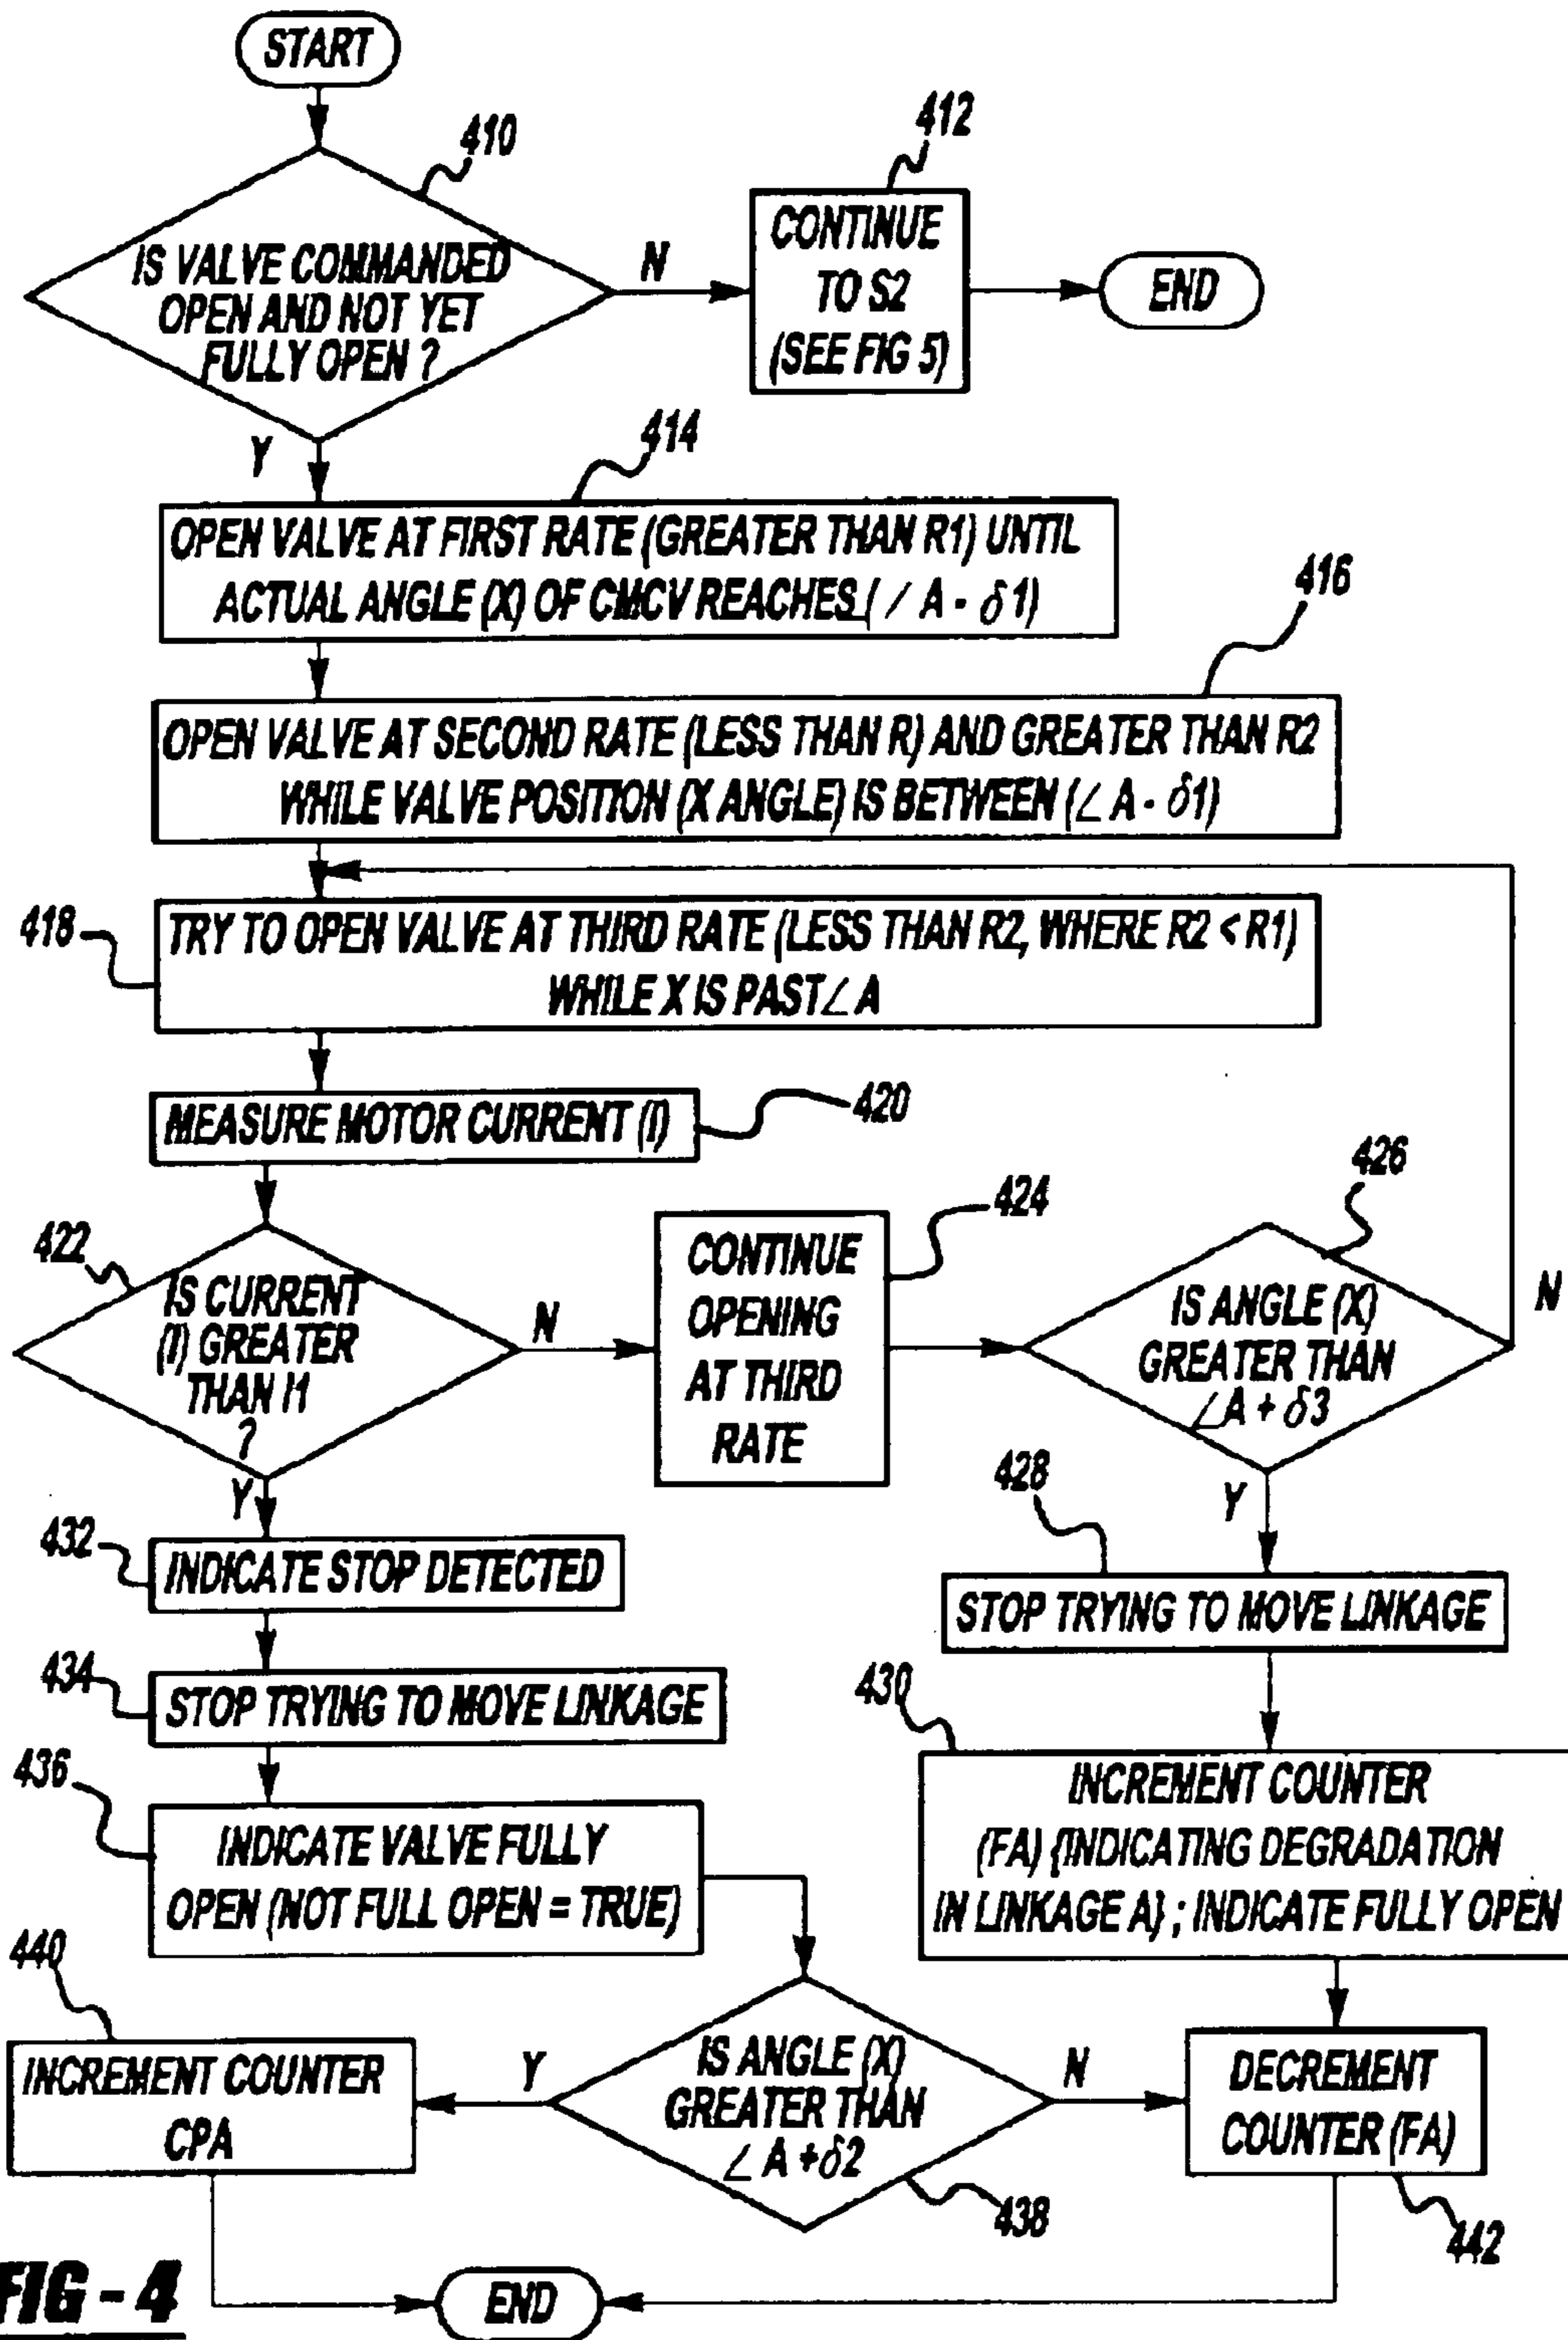 START
410
IS VALVE COMMANDED
OPEN AND NOT YET
FULLY OPEN ?
N
412
CONTINUE
TO S2
(SEE FIG 5)
END
Y
414
OPEN VALVE AT FIRST RATE (GREATER THAN R1) UNTIL
ACTUAL ANGLE (X) OF CMCV REACHES (∠ A - δ1)
416
OPEN VALVE AT SECOND RATE (LESS THAN R) AND GREATER THAN R2
WHILE VALVE POSITION (X ANGLE) IS BETWEEN (∠ A - δ1)
418
TRY TO OPEN VALVE AT THIRD RATE (LESS THAN R2, WHERE R2 < R1)
WHILE X IS PAST ∠ A
MEASURE MOTOR CURRENT (I)
420
422
IS CURRENT
(I) GREATER
THAN I1
?
N
424
CONTINUE
OPENING
AT THIRD
RATE
426
IS ANGLE (X)
GREATER THAN
∠A + δ3
N
Y
Y
428
STOP TRYING TO MOVE LINKAGE
432
INDICATE STOP DETECTED
434
STOP TRYING TO MOVE LINKAGE
430
INCREMENT COUNTER
(FA) {INDICATING DEGRADATION
IN LINKAGE A} ; INDICATE FULLY OPEN
436
INDICATE VALVE FULLY
OPEN (NOT FULL OPEN = TRUE)
440
INCREMENT COUNTER
CPA
Y
IS ANGLE (X)
GREATER THAN
∠ A + δ2
438
N
DECREMENT
COUNTER (FA)
442
END
FIG - 4